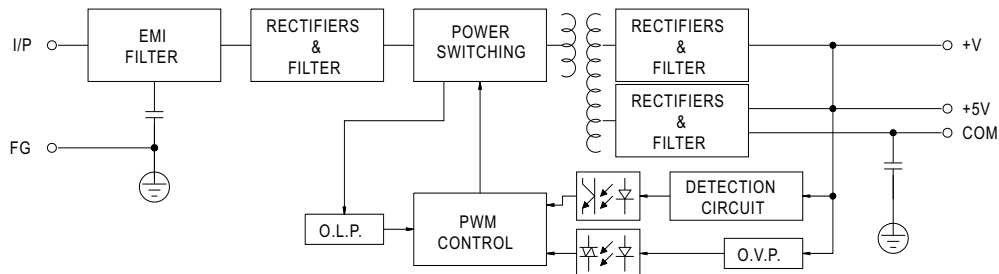 I/P
EMI
FILTER
RECTIFIERS
&
FILTER
POWER
SWITCHING
RECTIFIERS
&
FILTER
+V
RECTIFIERS
&
FILTER
+5V
COM
FG
O.L.P.
PWM
CONTROL
DETECTION
CIRCUIT
O.V.P.